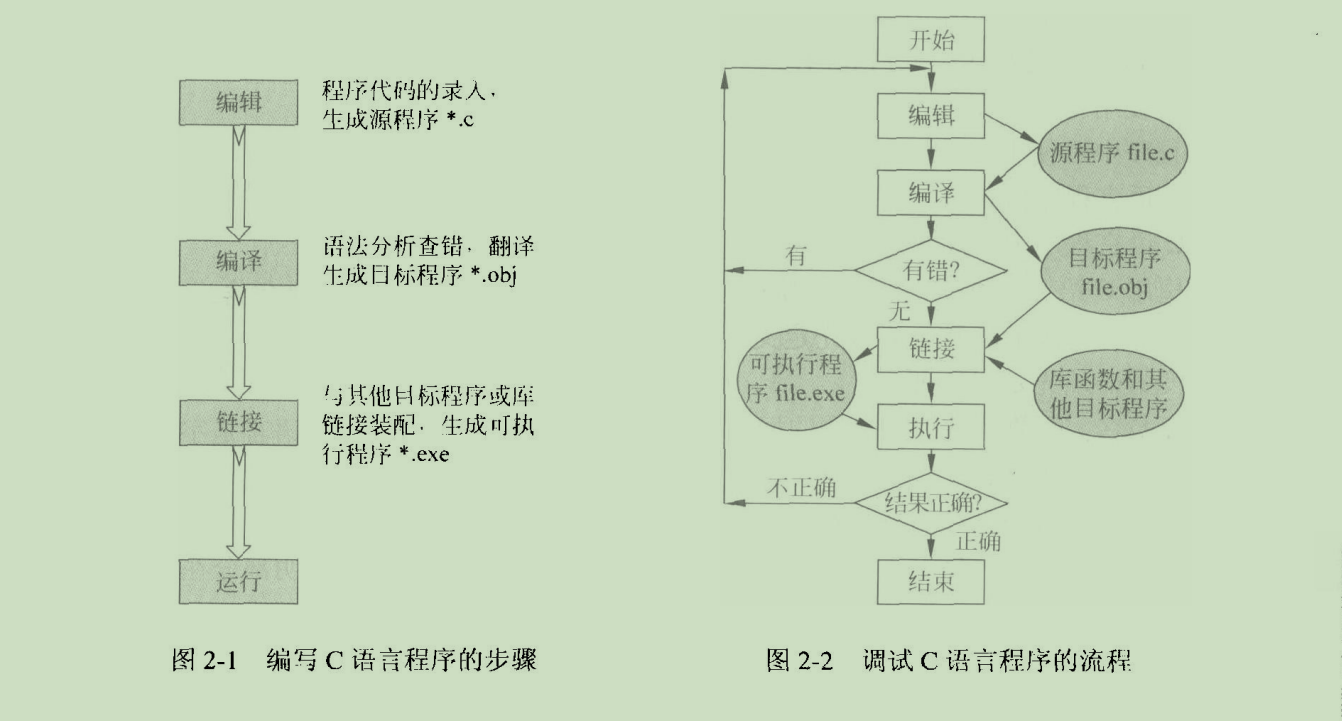 编辑
程序代码的录入，
生成源程序 *.c
编译
语法分析查错，翻译
生成目标程序 *.obj
链接
与其他目标程序或库
链接装配，生成可执
行程序 *.exe
运行
图 2-1 编写 C 语言程序的步骤
开始
编辑
源程序 file.c
编译
有
有错?
目标程序
file.obj
无
链接
可执行程
序 file.exe
库函数和其
他目标程序
执行
不正确
结果正确?
正确
结束
图 2-2 调试 C 语言程序的流程